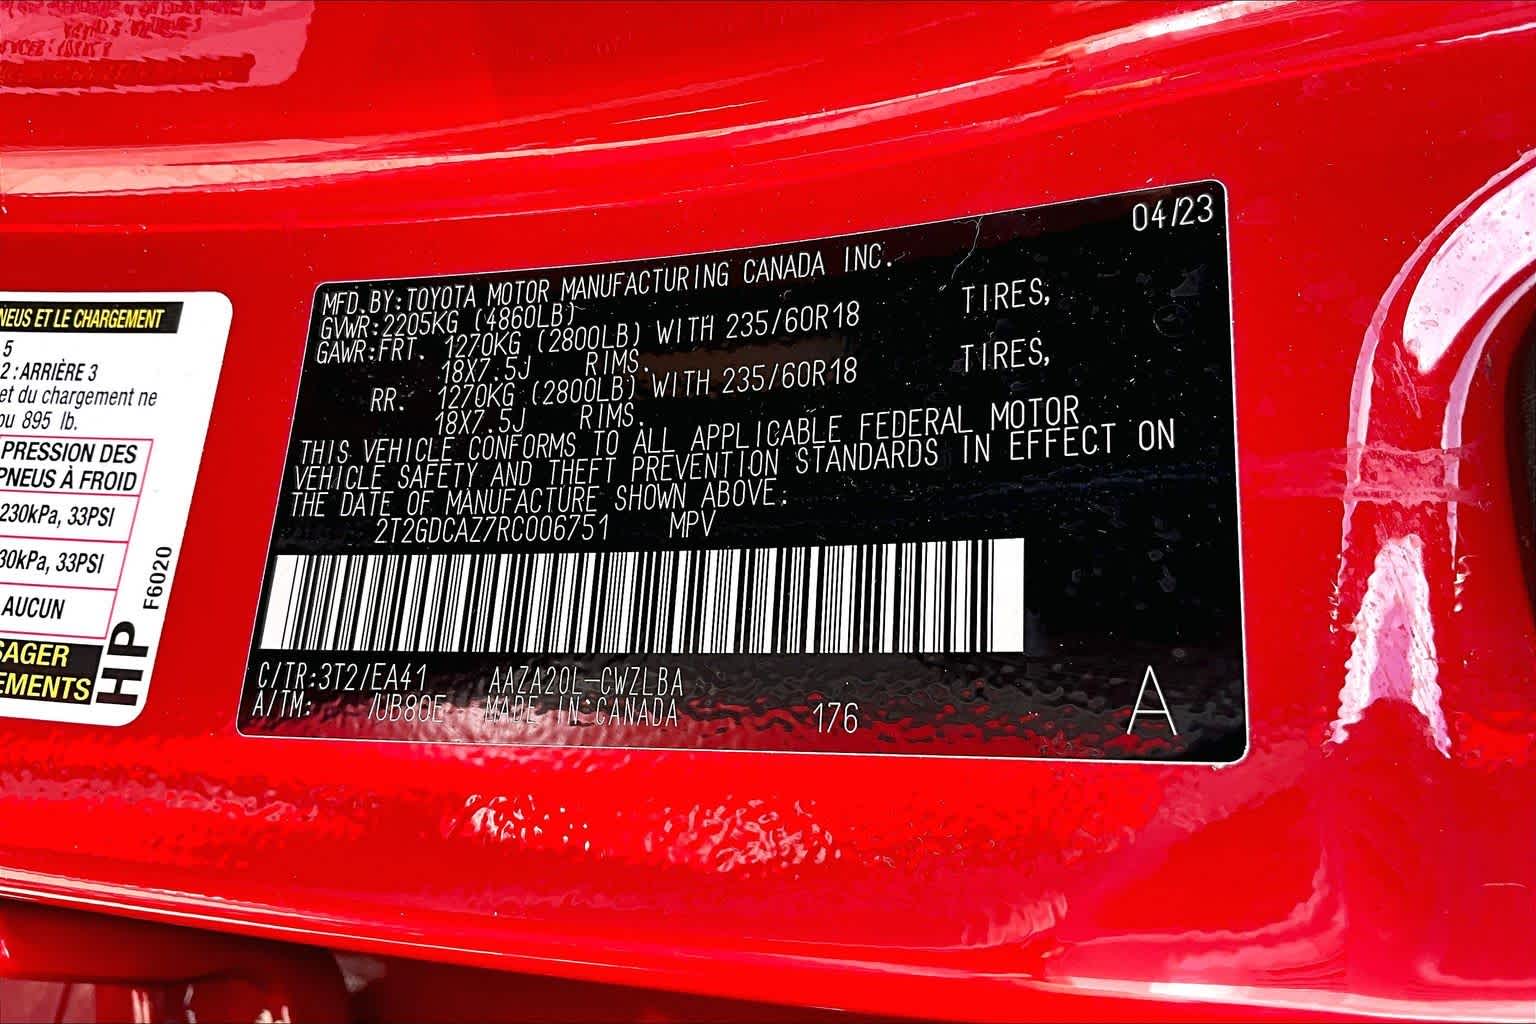 NEUS ET LE CHARGEMENT
5
2 : ARRIÈRE 3
et du chargement ne
ou 895 lb.
PRESSION DES
PNEUS À FROID
230kPa, 33PSI
30kPa, 33PSI
AUCUN
SAGER
EMENTS
HP
F6020
04/23
MFD.BY:TOYOTA MOTOR MANUFACTURING CANADA INC.
GVWR:2205KG (4860LB)
GAWR:FRT. 1270KG (2800LB) WITH 235/60R18 TIRES,
18X7.5J RIMS.
RR. 1270KG (2800LB) WITH 235/60R18 TIRES,
18X7.5J RIMS.
THIS VEHICLE CONFORMS TO ALL APPLICABLE FEDERAL MOTOR
VEHICLE SAFETY AND THEFT PREVENTION STANDARDS IN EFFECT ON
THE DATE OF MANUFACTURE SHOWN ABOVE.
2T2GDCAZ7RC006751 MPV
C/TR:3T2/EA41 AAZA20L-CWZLBA
A/TM: /UB80E MADE IN:CANADA 176 A